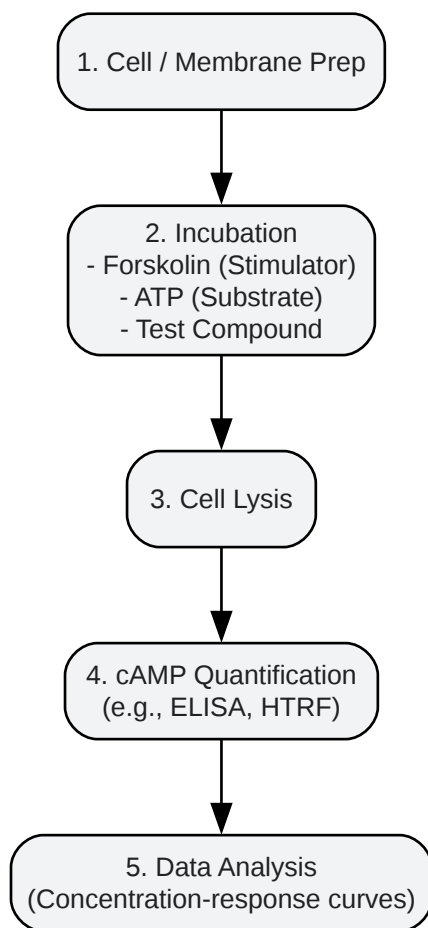 1. Cell / Membrane Prep
2. Incubation
- Forskolin (Stimulator)
- ATP (Substrate)
- Test Compound
3. Cell Lysis
4. cAMP Quantification
(e.g., ELISA, HTRF)
5. Data Analysis
(Concentration-response curves)